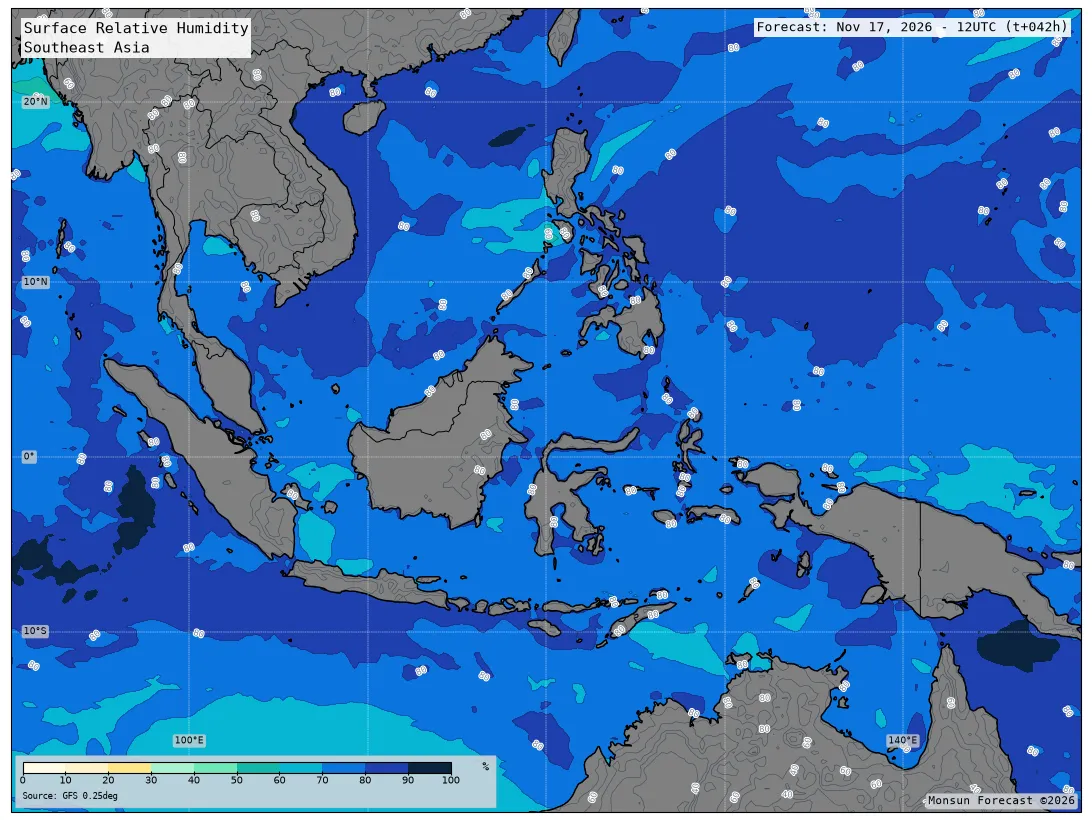 Surface Relative Humidity
Southeast Asia
Forecast: Nov 17, 2026 - 12UTC (t+042h)
20°N
10°N
0°
10°S
100°E
140°E
0 10 20 30 40 50 60 70 80 90 100
%
Source: GFS 0.25deg
Monsun Forecast ©2026